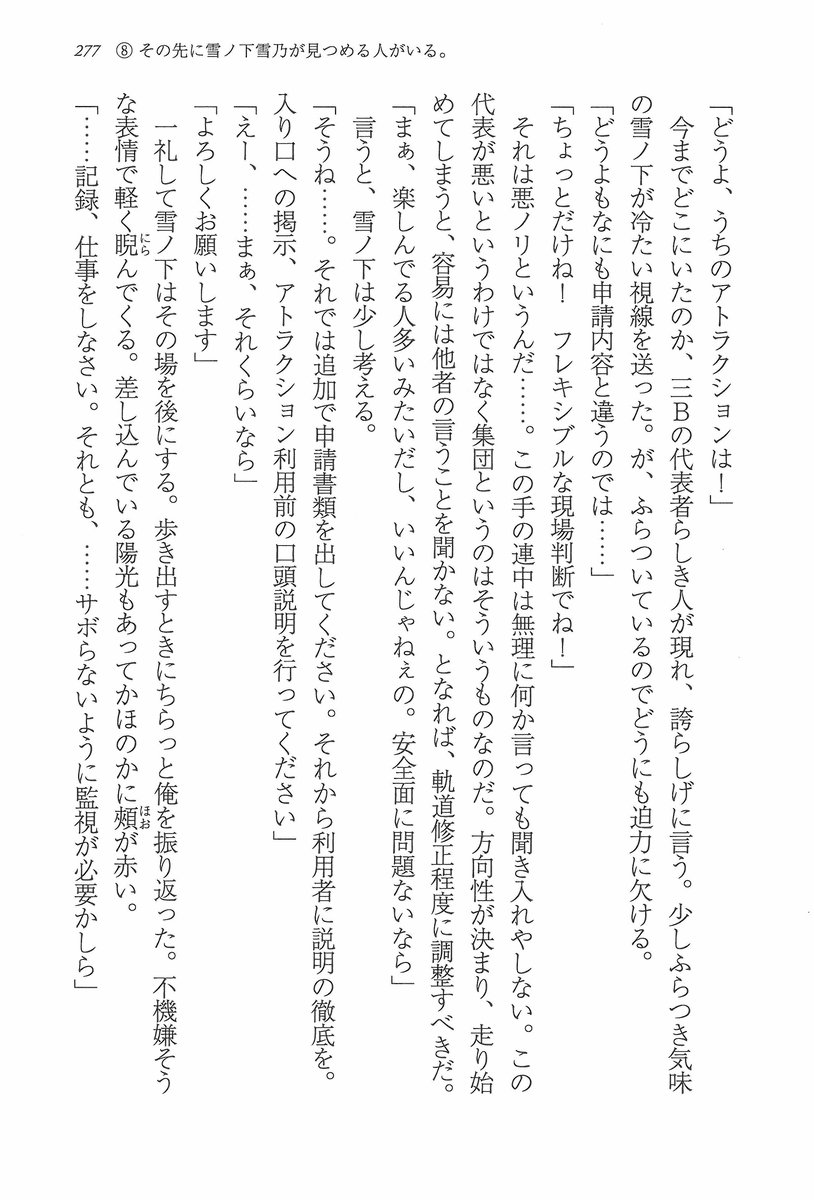 277 ⑧ その先に雪ノ下雪乃が見つめる人がいる。
「どうよ、うちのアトラクションは！」
今までどこにいたのか、三Ｂの代表者らしき人が現れ、誇らしげに言う。少しふらつき気味
の雪ノ下が冷たい視線を送った。が、ふらついているのでどうにも迫力に欠ける。
「どうよもなにも申請内容と違うのでは……」
「ちょっとだけね！　フレキシブルな現場判断でね！」
それは悪ノリというんだ……。この手の連中は無理に何か言っても聞き入れやしない。この
代表が悪いというわけではなく集団というのはそういうものなのだ。方向性が決まり、走り始
めてしまうと、容易には他者の言うことを聞かない。となれば、軌道修正程度に調整すべきだ。
「まぁ、楽しんでる人多いみたいだし、いいんじゃねぇの。安全面に問題ないなら」
言うと、雪ノ下は少し考える。
「そうね……。それでは追加で申請書類を出してください。それから利用者に説明の徹底を。
入り口への掲示、アトラクション利用前の口頭説明を行ってください」
「えー、……まぁ、それくらいなら」
「よろしくお願いします」
一礼して雪ノ下はその場を後にする。歩き出すときにちらっと俺を振り返った。不機嫌そう
な表情で軽く睨んでくる。差し込んでいる陽光もあってかほのかに頰が赤い。
にら
ほお
「……記録、仕事をしなさい。それとも、……サボらないように監視が必要かしら」